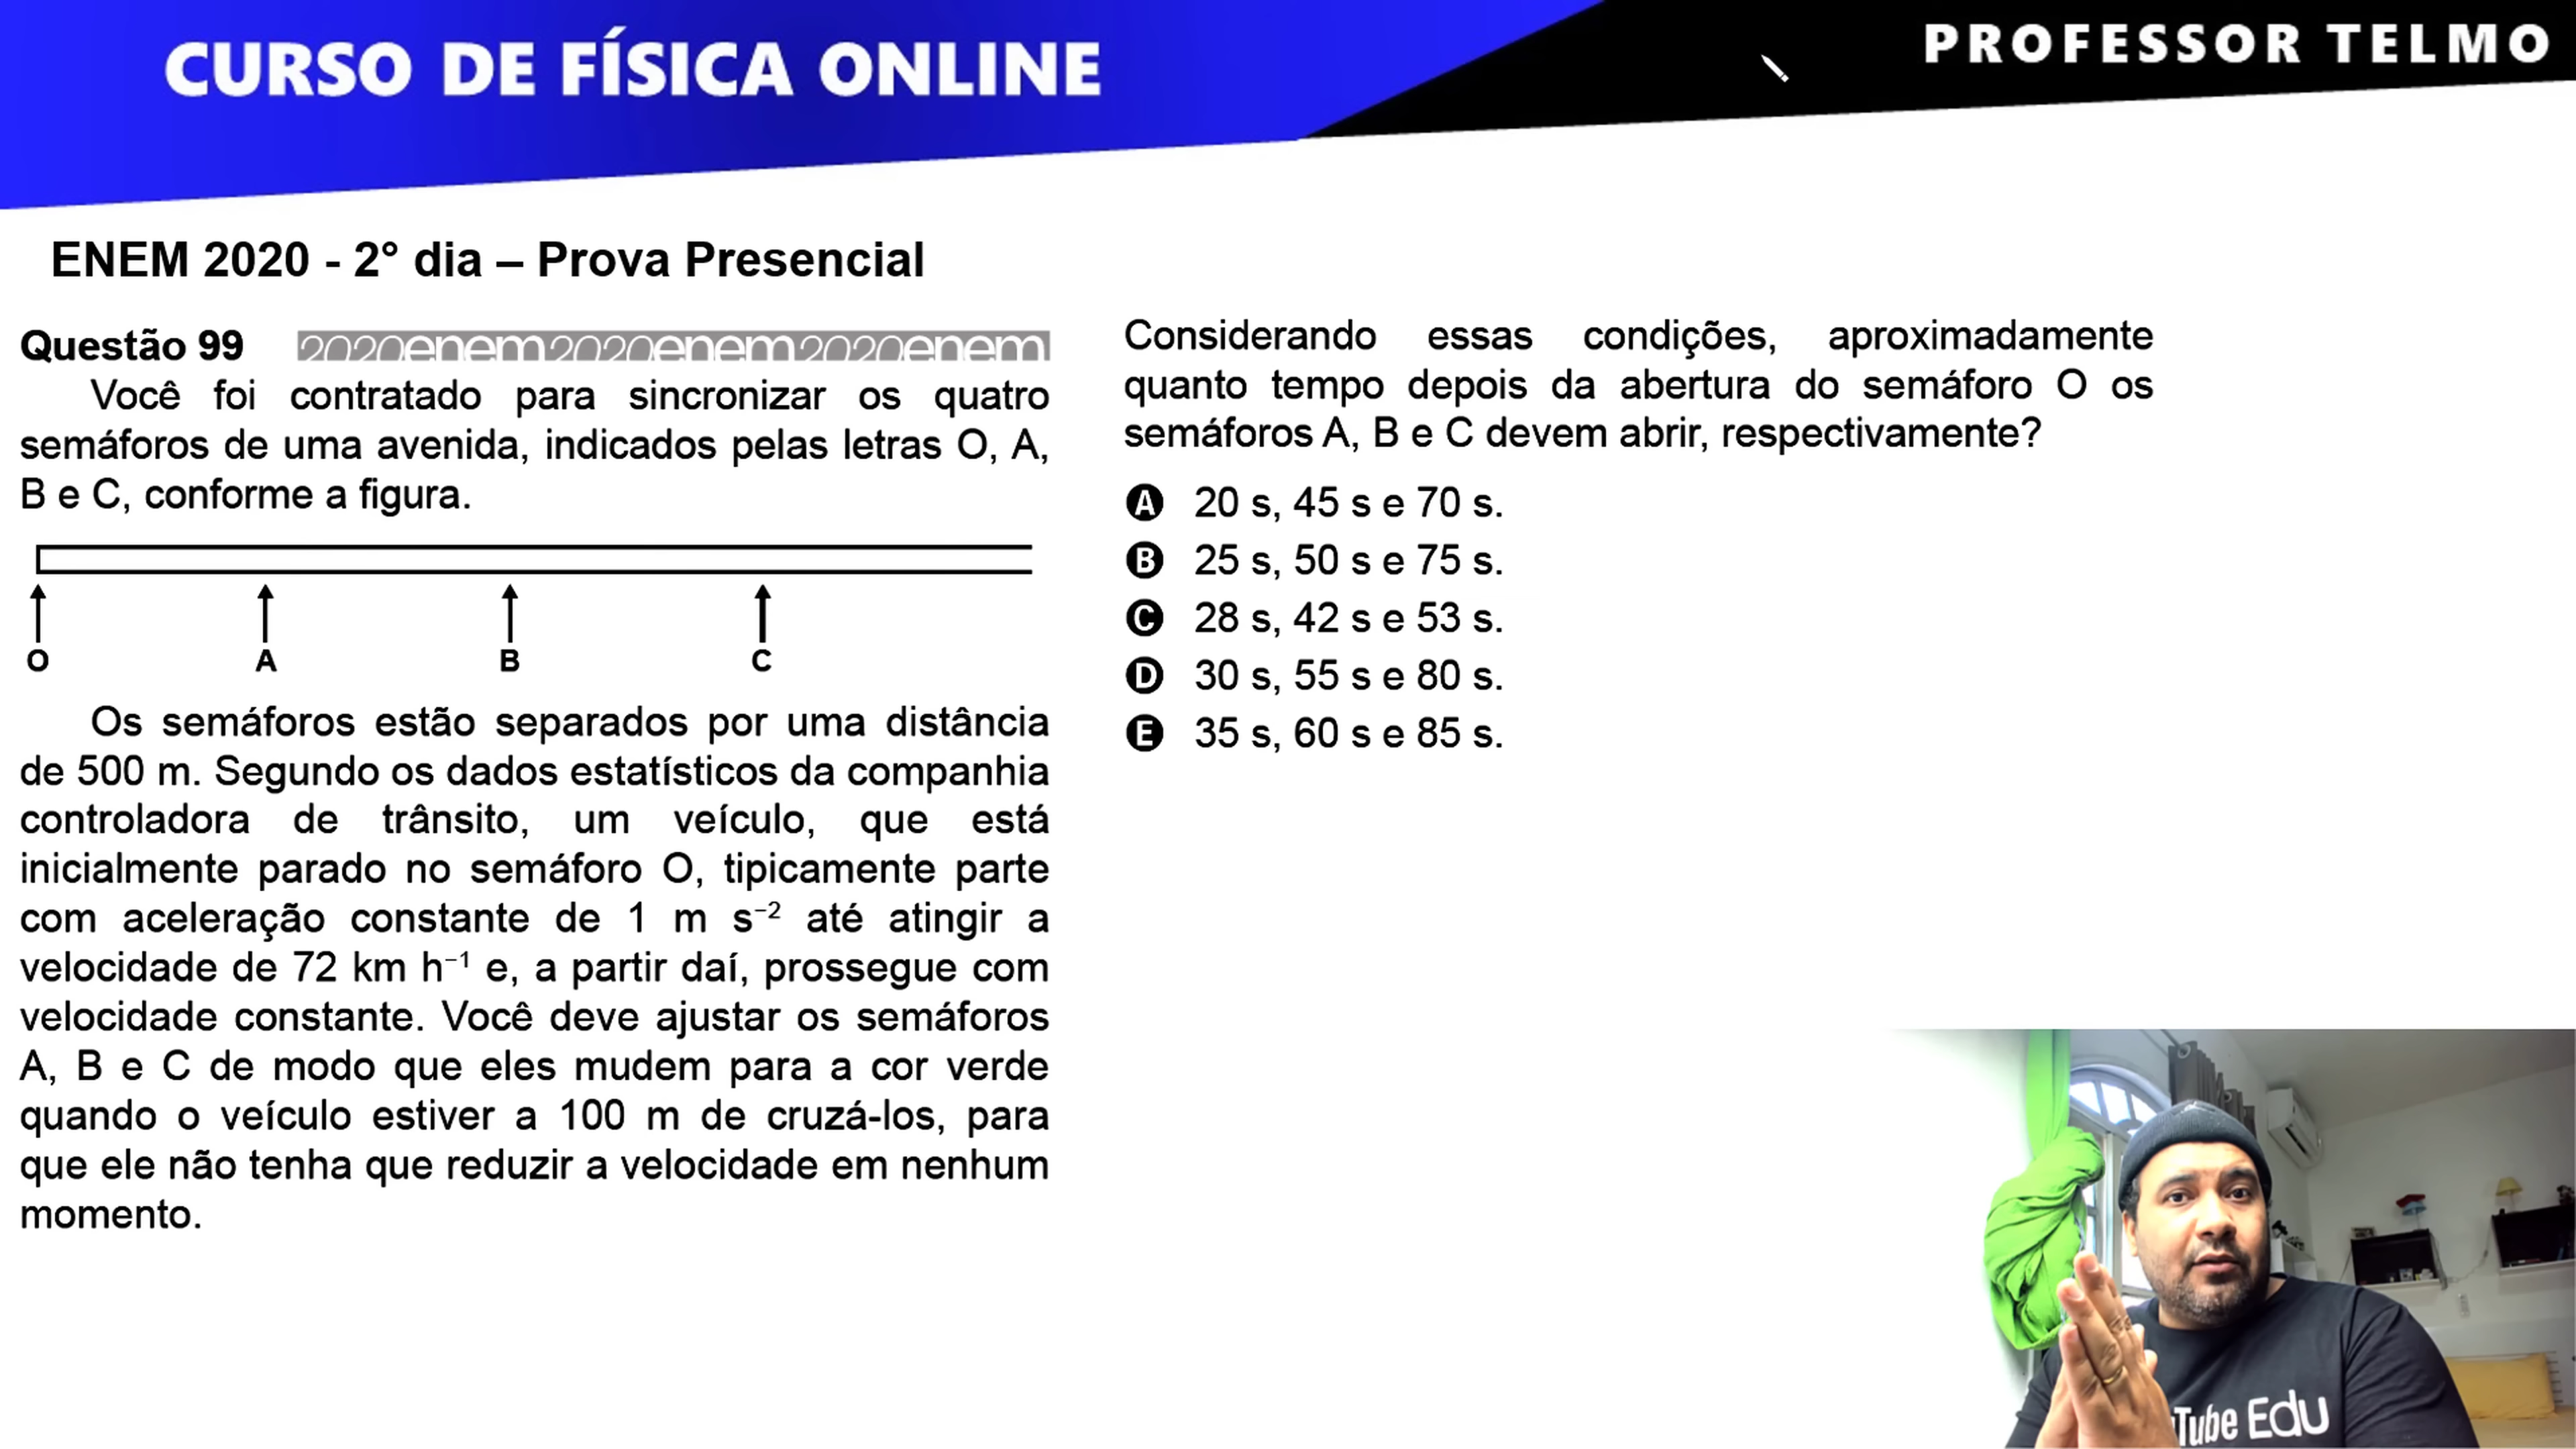 CURSO DE FÍSICA ONLINE
PROFESSOR TELMO
ENEM 2020 - 2° dia – Prova Presencial
Questão 99
2020enem2020enem2020enem
Você foi contratado para sincronizar os quatro
semáforos de uma avenida, indicados pelas letras O, A,
B e C, conforme a figura.
O A B C
Os semáforos estão separados por uma distância
de 500 m. Segundo os dados estatísticos da companhia
controladora de trânsito, um veículo, que está
inicialmente parado no semáforo O, tipicamente parte
com aceleração constante de 1 m s⁻² até atingir a
velocidade de 72 km h⁻¹ e, a partir daí, prossegue com
velocidade constante. Você deve ajustar os semáforos
A, B e C de modo que eles mudem para a cor verde
quando o veículo estiver a 100 m de cruzá-los, para
que ele não tenha que reduzir a velocidade em nenhum
momento.
Considerando essas condições, aproximadamente
quanto tempo depois da abertura do semáforo O os
semáforos A, B e C devem abrir, respectivamente?
A 20 s, 45 s e 70 s.
B 25 s, 50 s e 75 s.
C 28 s, 42 s e 53 s.
D 30 s, 55 s e 80 s.
E 35 s, 60 s e 85 s.
Tube Edu